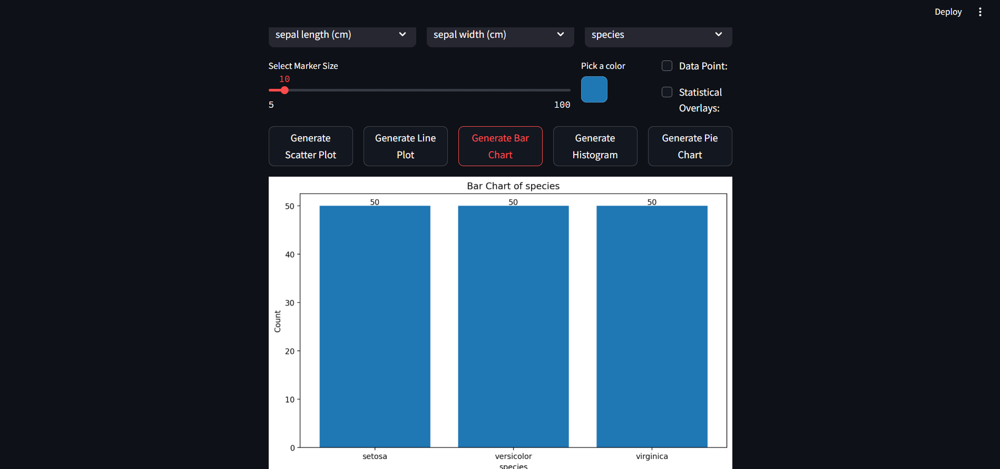 Deploy
sepal length (cm)
sepal width (cm)
species
Select Marker Size
10
5
100
Pick a color
Data Point:
Statistical
Overlays:
Generate
Scatter Plot
Generate Line
Plot
Generate Bar
Chart
Generate
Histogram
Generate Pie
Chart
Bar Chart of species
50
50
50
50
40
30
20
10
0
Count
setosa
versicolor
virginica
species